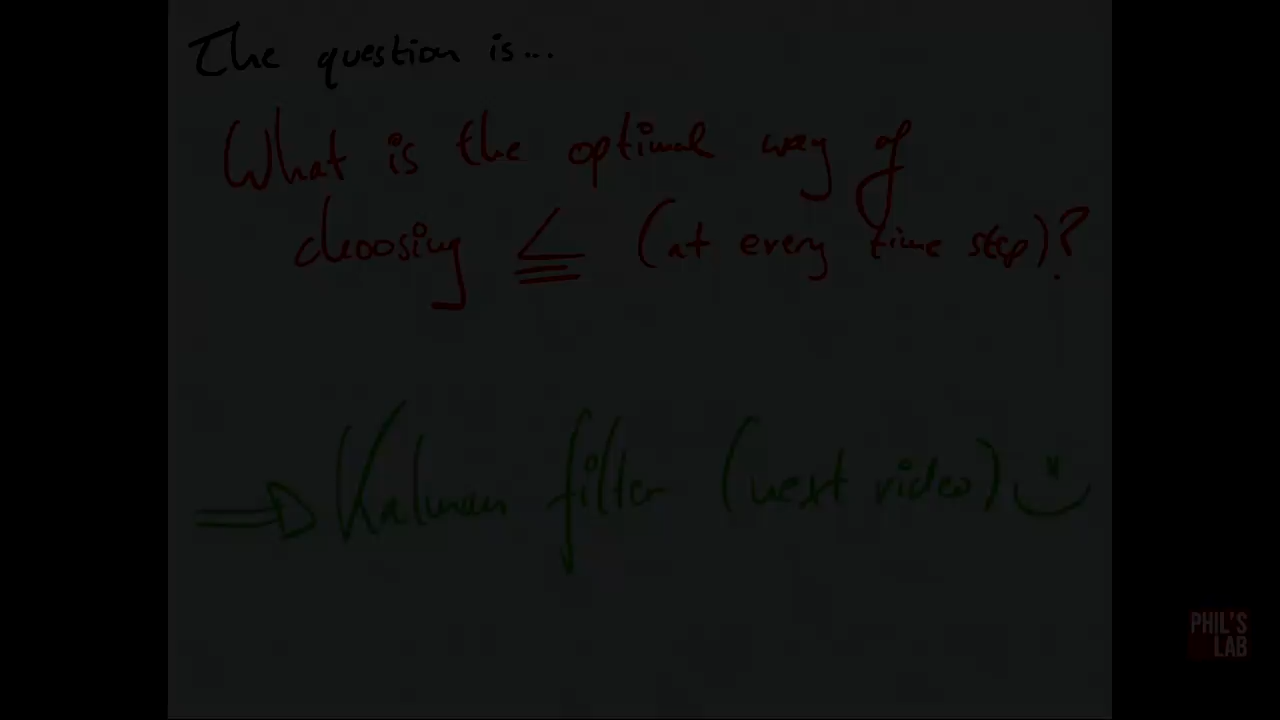 The question is...
What is the optimal way of
choosing L (at every time step)?
⇒ Kalman filter (next video)
PHIL'S
LAB